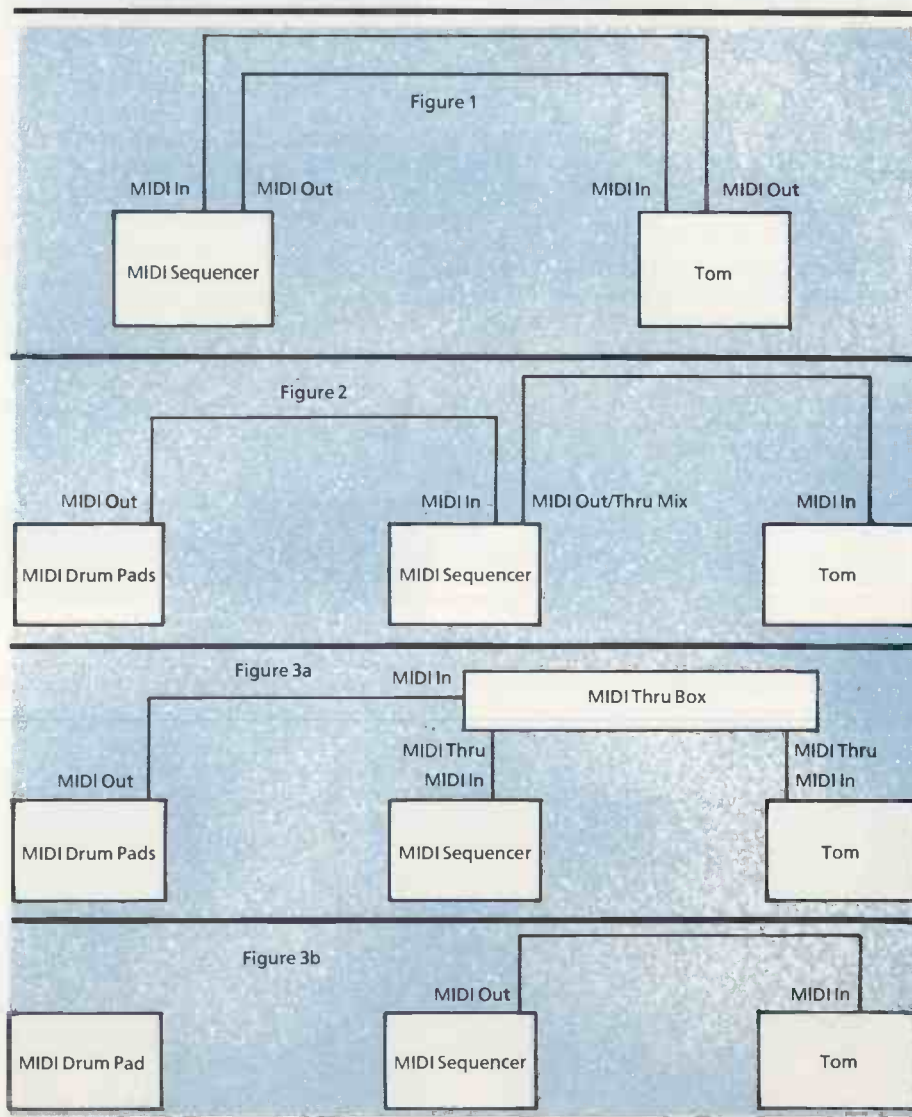 Figure 1
MIDI In MIDI Out MIDI In MIDI Out
MIDI Sequencer Tom
Figure 2
MIDI Out MIDI In MIDI Out/Thru Mix MIDI In
MIDI Drum Pads MIDI Sequencer Tom
Figure 3a
MIDI In
MIDI Thru Box
MIDI Thru MIDI Thru
MIDI Out MIDI In MIDI In
MIDI Drum Pads MIDI Sequencer Tom
Figure 3b
MIDI Out MIDI In
MIDI Drum Pad MIDI Sequencer Tom